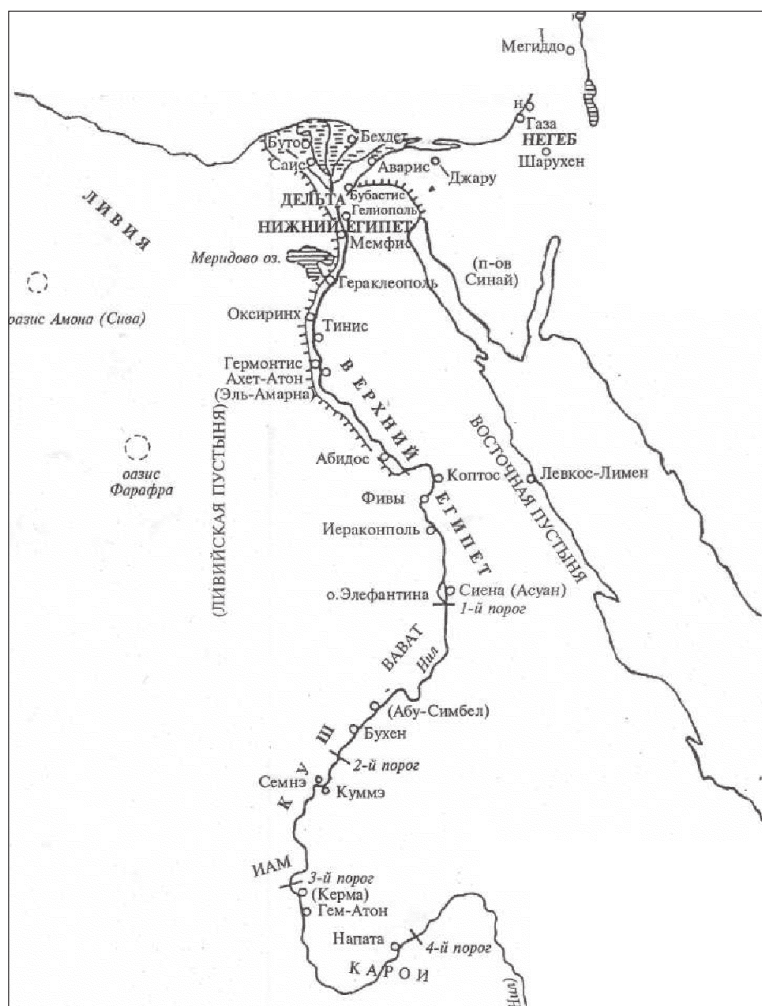 Мегиддо
Н
Газа
НЕГЕБ
Шарухен
Бехдет
Буто
Саис
Аварис
Джару
ДЕЛЬТА
Бубастис
Гелиополь
НИЖНИЙ ЕГИПЕТ
Мемфис
ЛИВИЯ
Меридово оз.
(п-ов
Синай)
Гераклеополь
оазис Амона (Сива)
Оксиринх
Тинис
Гермонтис
Ахет-Атон
(Эль-Амарна)
ВЕРХНИЙ
ЕГИПЕТ
оазис
Фарафра
(ЛИВИЙСКАЯ ПУСТЫНЯ)
ВОСТОЧНАЯ ПУСТЫНЯ
Абидос
Коптос
Левкос-Лимен
Фивы
Иераконполь
о.Элефантина
Сиена (Асуан)
1-й порог
ВАВАТ
Нил
(Абу-Симбел)
Бухен
КУШ
2-й порог
Семнэ
Куммэ
ИАМ
3-й порог
(Керма)
Гем-Атон
Напата
4-й порог
КАРОИ